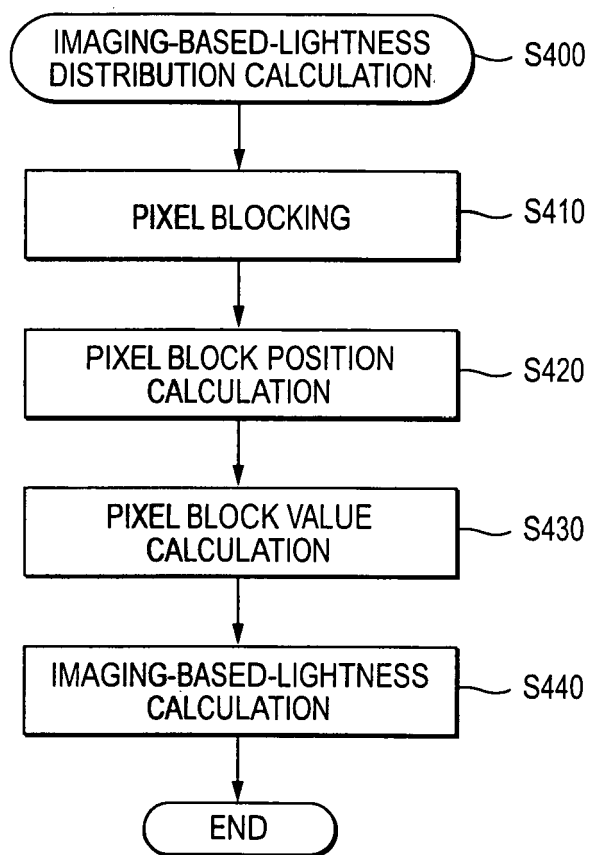 IMAGING-BASED-LIGHTNESS
DISTRIBUTION CALCULATION
S400
PIXEL BLOCKING
S410
PIXEL BLOCK POSITION
CALCULATION
S420
PIXEL BLOCK VALUE
CALCULATION
S430
IMAGING-BASED-LIGHTNESS
CALCULATION
S440
END